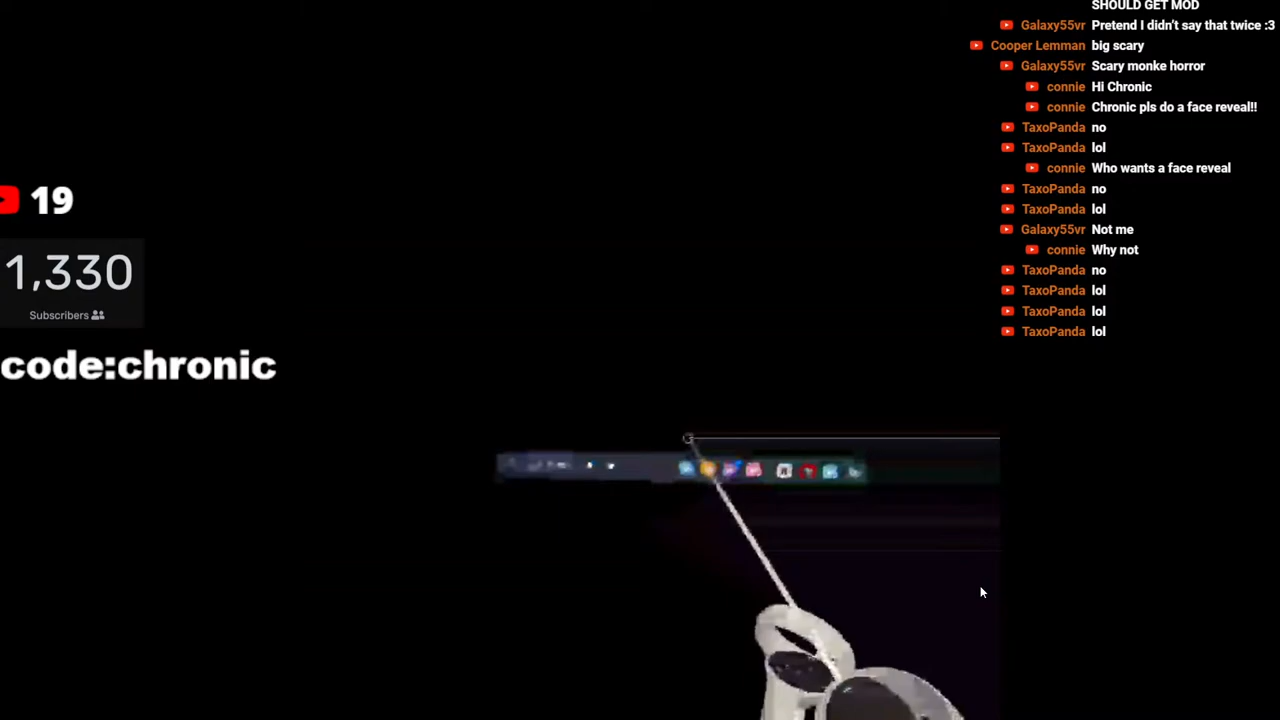 SHOULD GET MOD
Galaxy55vr Pretend I didn't say that twice :3
Cooper Lemman big scary
Galaxy55vr Scary monke horror
connie Hi Chronic
connie Chronic pls do a face reveal!!
TaxoPanda no
TaxoPanda lol
connie Who wants a face reveal
TaxoPanda no
TaxoPanda lol
Galaxy55vr Not me
connie Why not
TaxoPanda no
TaxoPanda lol
TaxoPanda lol
TaxoPanda lol
19
1,330
Subscribers
code:chronic